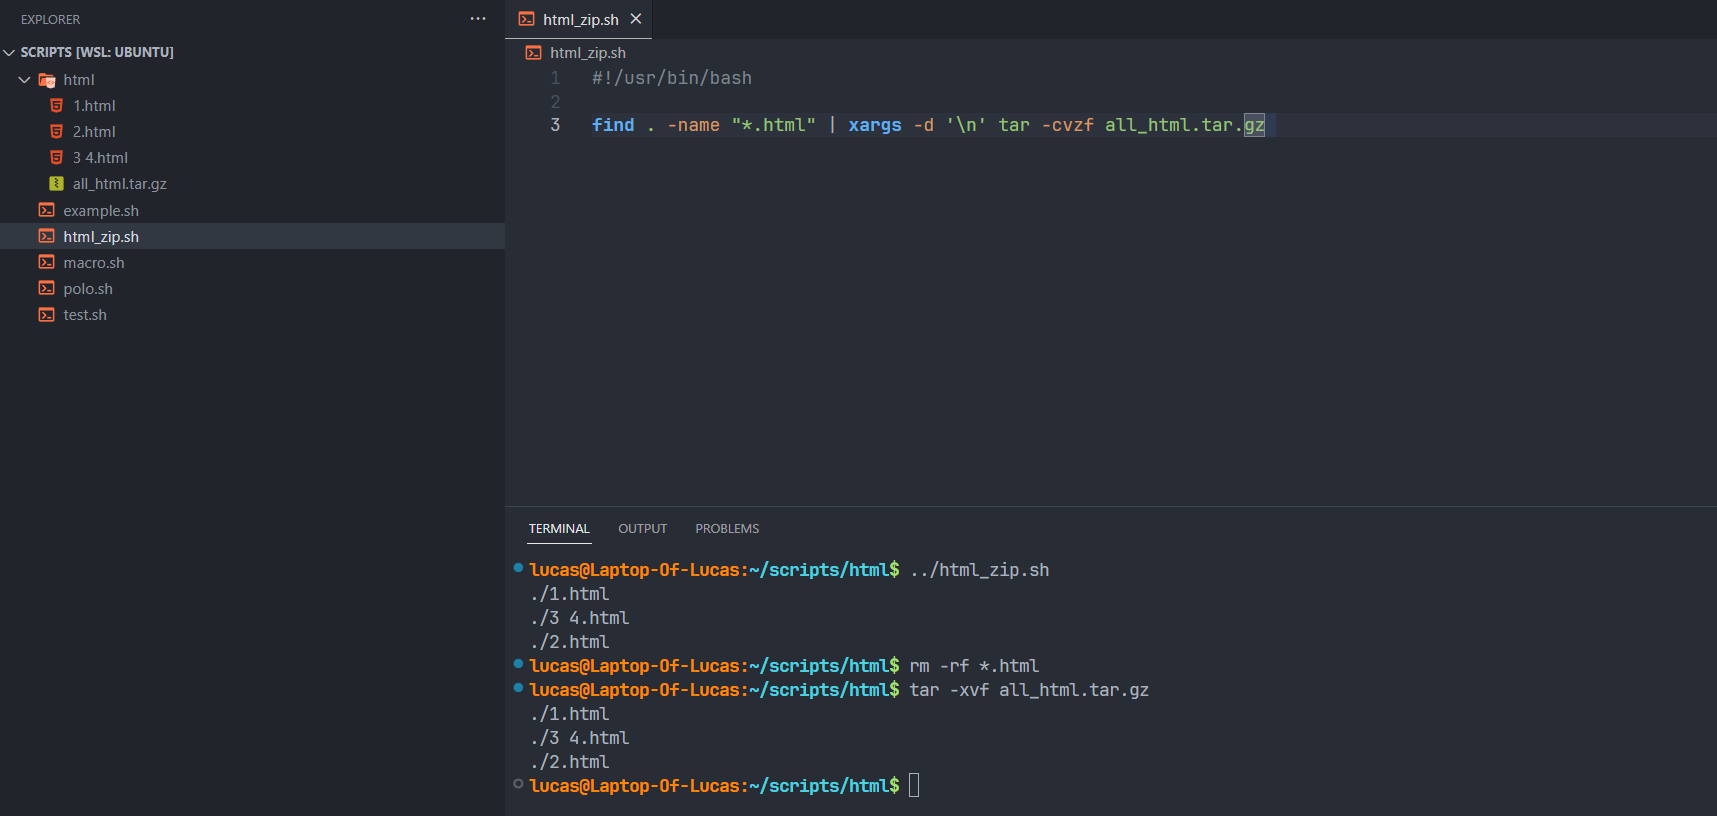 EXPLORER
···
SCRIPTS [WSL: UBUNTU]
html
1.html
2.html
3 4.html
all_html.tar.gz
example.sh
html_zip.sh
macro.sh
polo.sh
test.sh
html_zip.sh
html_zip.sh
1 #!/usr/bin/bash
2
3 find . -name "*.html" | xargs -d '\n' tar -cvzf all_html.tar.gz
TERMINAL OUTPUT PROBLEMS
lucas@Laptop-Of-Lucas:~/scripts/html$ ../html_zip.sh
./1.html
./3 4.html
./2.html
lucas@Laptop-Of-Lucas:~/scripts/html$ rm -rf *.html
lucas@Laptop-Of-Lucas:~/scripts/html$ tar -xvf all_html.tar.gz
./1.html
./3 4.html
./2.html
lucas@Laptop-Of-Lucas:~/scripts/html$